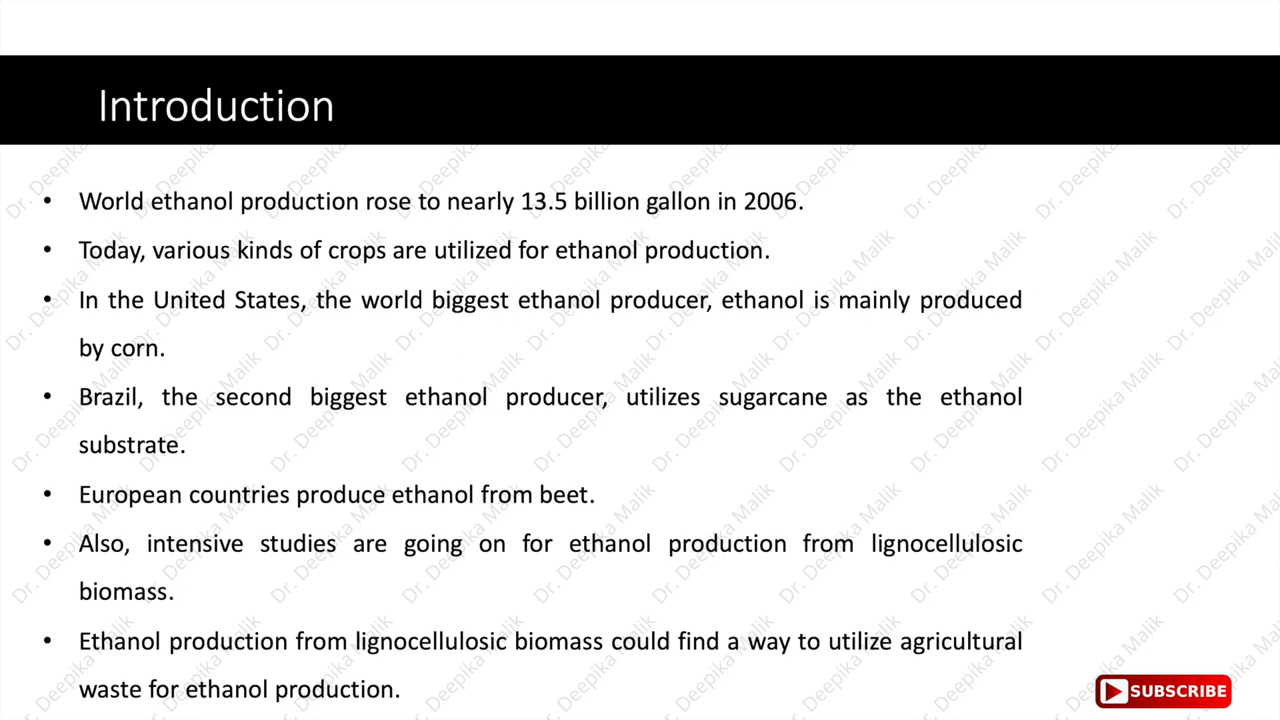 Introduction
• World ethanol production rose to nearly 13.5 billion gallon in 2006.
• Today, various kinds of crops are utilized for ethanol production.
• In the United States, the world biggest ethanol producer, ethanol is mainly produced
by corn.
• Brazil, the second biggest ethanol producer, utilizes sugarcane as the ethanol
substrate.
• European countries produce ethanol from beet.
• Also, intensive studies are going on for ethanol production from lignocellulosic
biomass.
• Ethanol production from lignocellulosic biomass could find a way to utilize agricultural
waste for ethanol production.
SUBSCRIBE
Dr. Deepika Malik